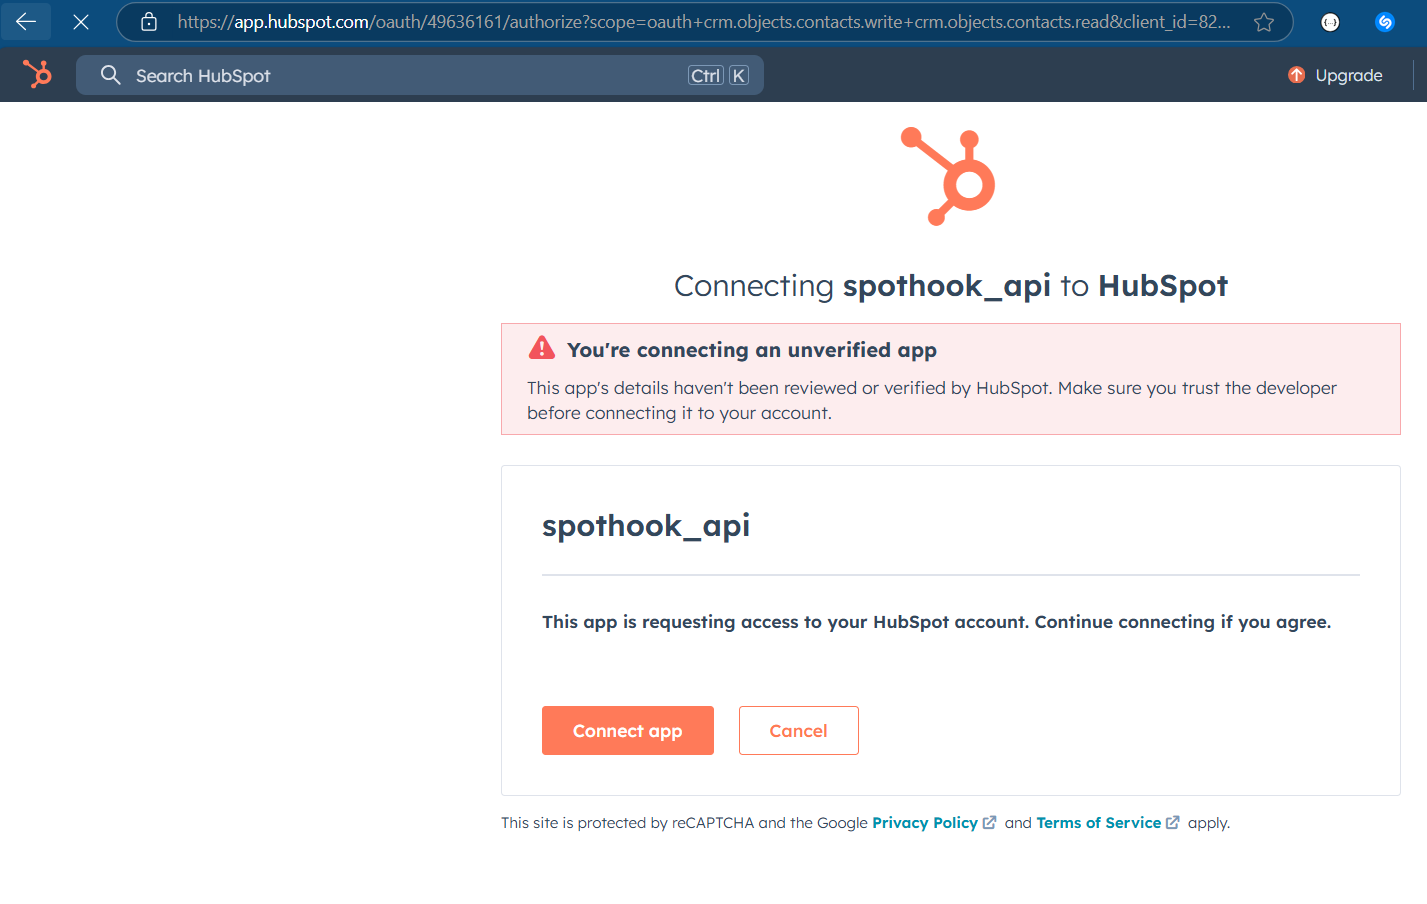 https://app.hubspot.com/oauth/49636161/authorize?scope=oauth+crm.objects.contacts.write+crm.objects.contacts.read&client_id=82...
Search HubSpot Ctrl K
Upgrade
Connecting spothook_api to HubSpot
You're connecting an unverified app
This app's details haven't been reviewed or verified by HubSpot. Make sure you trust the developer
before connecting it to your account.
spothook_api
This app is requesting access to your HubSpot account. Continue connecting if you agree.
Connect app Cancel
This site is protected by reCAPTCHA and the Google Privacy Policy and Terms of Service apply.